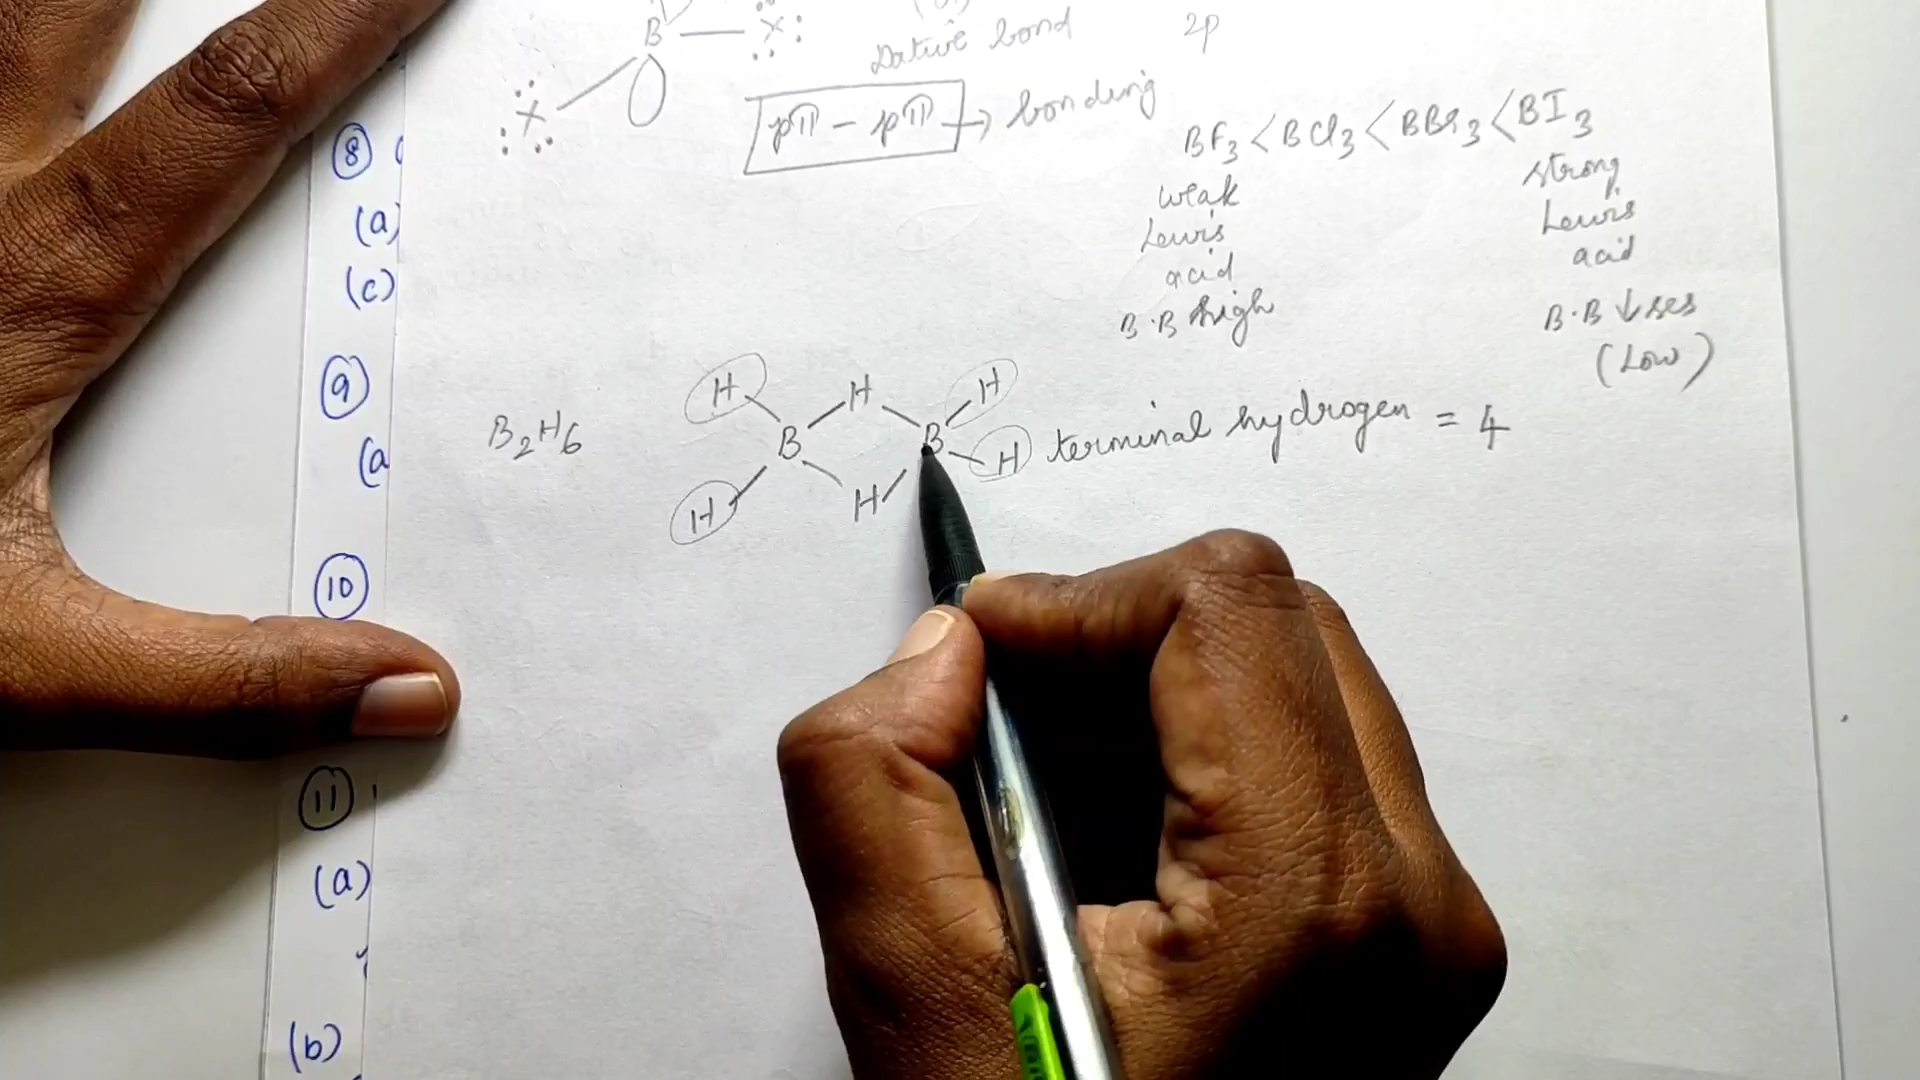 B — X
X
Dative bond
2p
pπ – pπ → bonding
BF3 < BCl3 < BBr3 < BI3
weak
Lewis
acid
B.B high
strong
Lewis
acid
B.B ↓ses
(Low)
B2H6
H H H
B B
H H H
terminal hydrogen = 4
8
(a)
(c)
9
(a
10
11
(a)
(b)